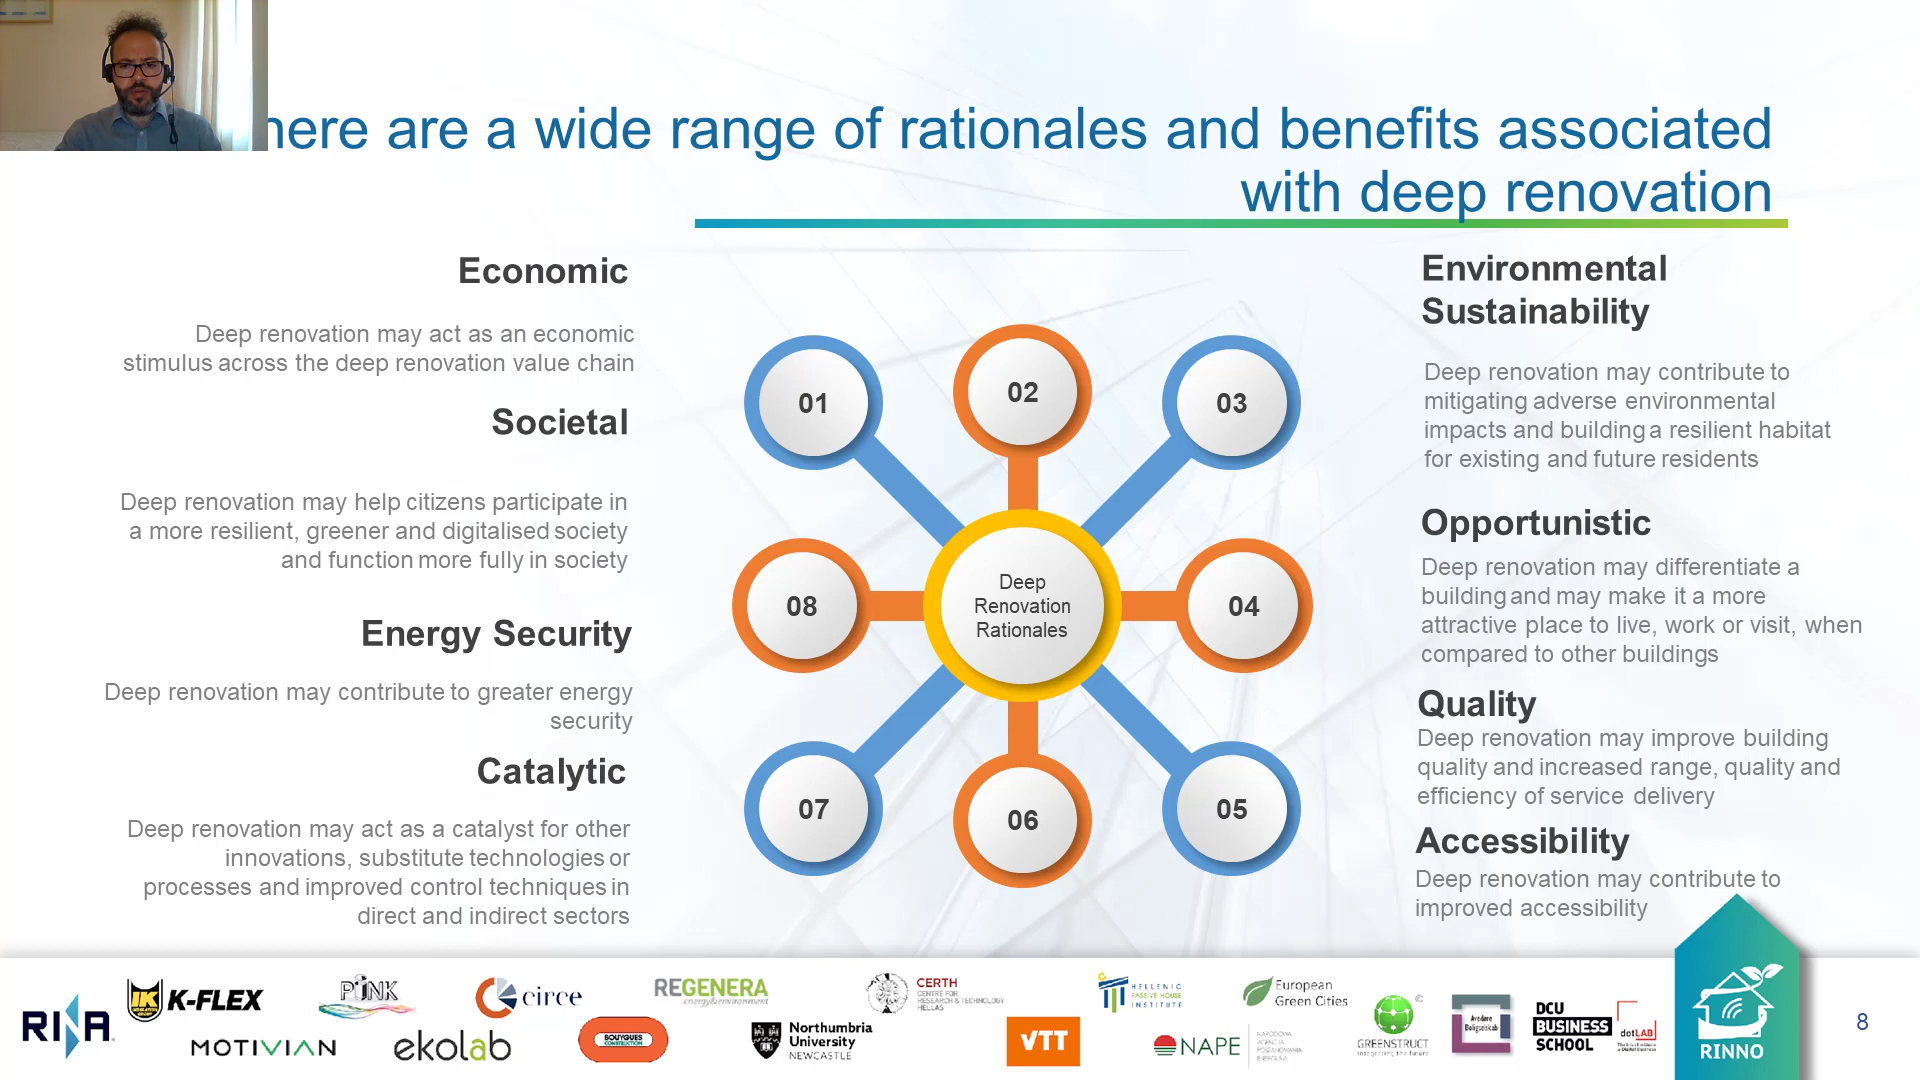 here are a wide range of rationales and benefits associated
with deep renovation
Economic
Deep renovation may act as an economic
stimulus across the deep renovation value chain
Societal
Deep renovation may help citizens participate in
a more resilient, greener and digitalised society
and function more fully in society
Energy Security
Deep renovation may contribute to greater energy
security
Catalytic
Deep renovation may act as a catalyst for other
innovations, substitute technologies or
processes and improved control techniques in
direct and indirect sectors
01
02
03
08
Deep
Renovation
Rationales
04
07
06
05
Environmental
Sustainability
Deep renovation may contribute to
mitigating adverse environmental
impacts and building a resilient habitat
for existing and future residents
Opportunistic
Deep renovation may differentiate a
building and may make it a more
attractive place to live, work or visit, when
compared to other buildings
Quality
Deep renovation may improve building
quality and increased range, quality and
efficiency of service delivery
Accessibility
Deep renovation may contribute to
improved accessibility
RINA
K-FLEX
PINK
circe
REGENERA
energy&environment
CERTH
CENTRE FOR
RESEARCH & TECHNOLOGY
HELLAS
HELLENIC
PASSIVE HOUSE
INSTITUTE
European
Green Cities
MOTIVIAN
ekolab
BOUYGUES
CONSTRUCTION
Northumbria
University
NEWCASTLE
VTT
NAPE
GREENSTRUCT
Avedøre
Boligselskab
DCU
BUSINESS
SCHOOL
dotLAB
RINNO
8